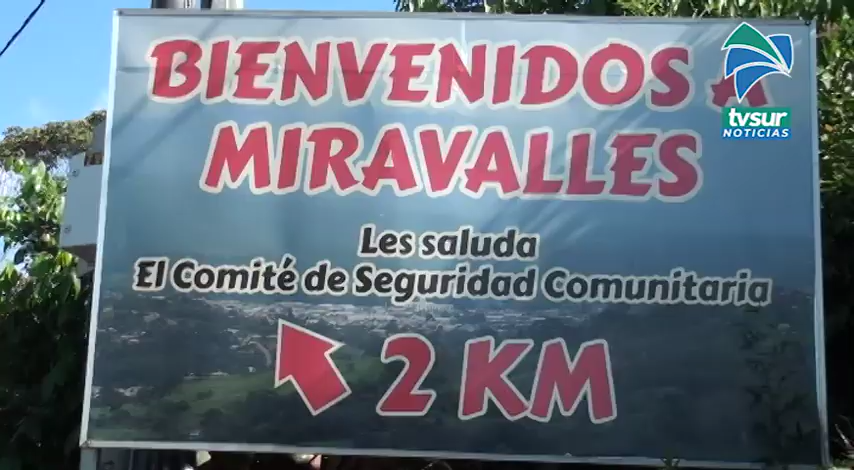 BIENVENIDOS A
MIRAVALLES
Les saluda
El Comité de Seguridad Comunitaria
2 KM
tvsur
NOTICIAS